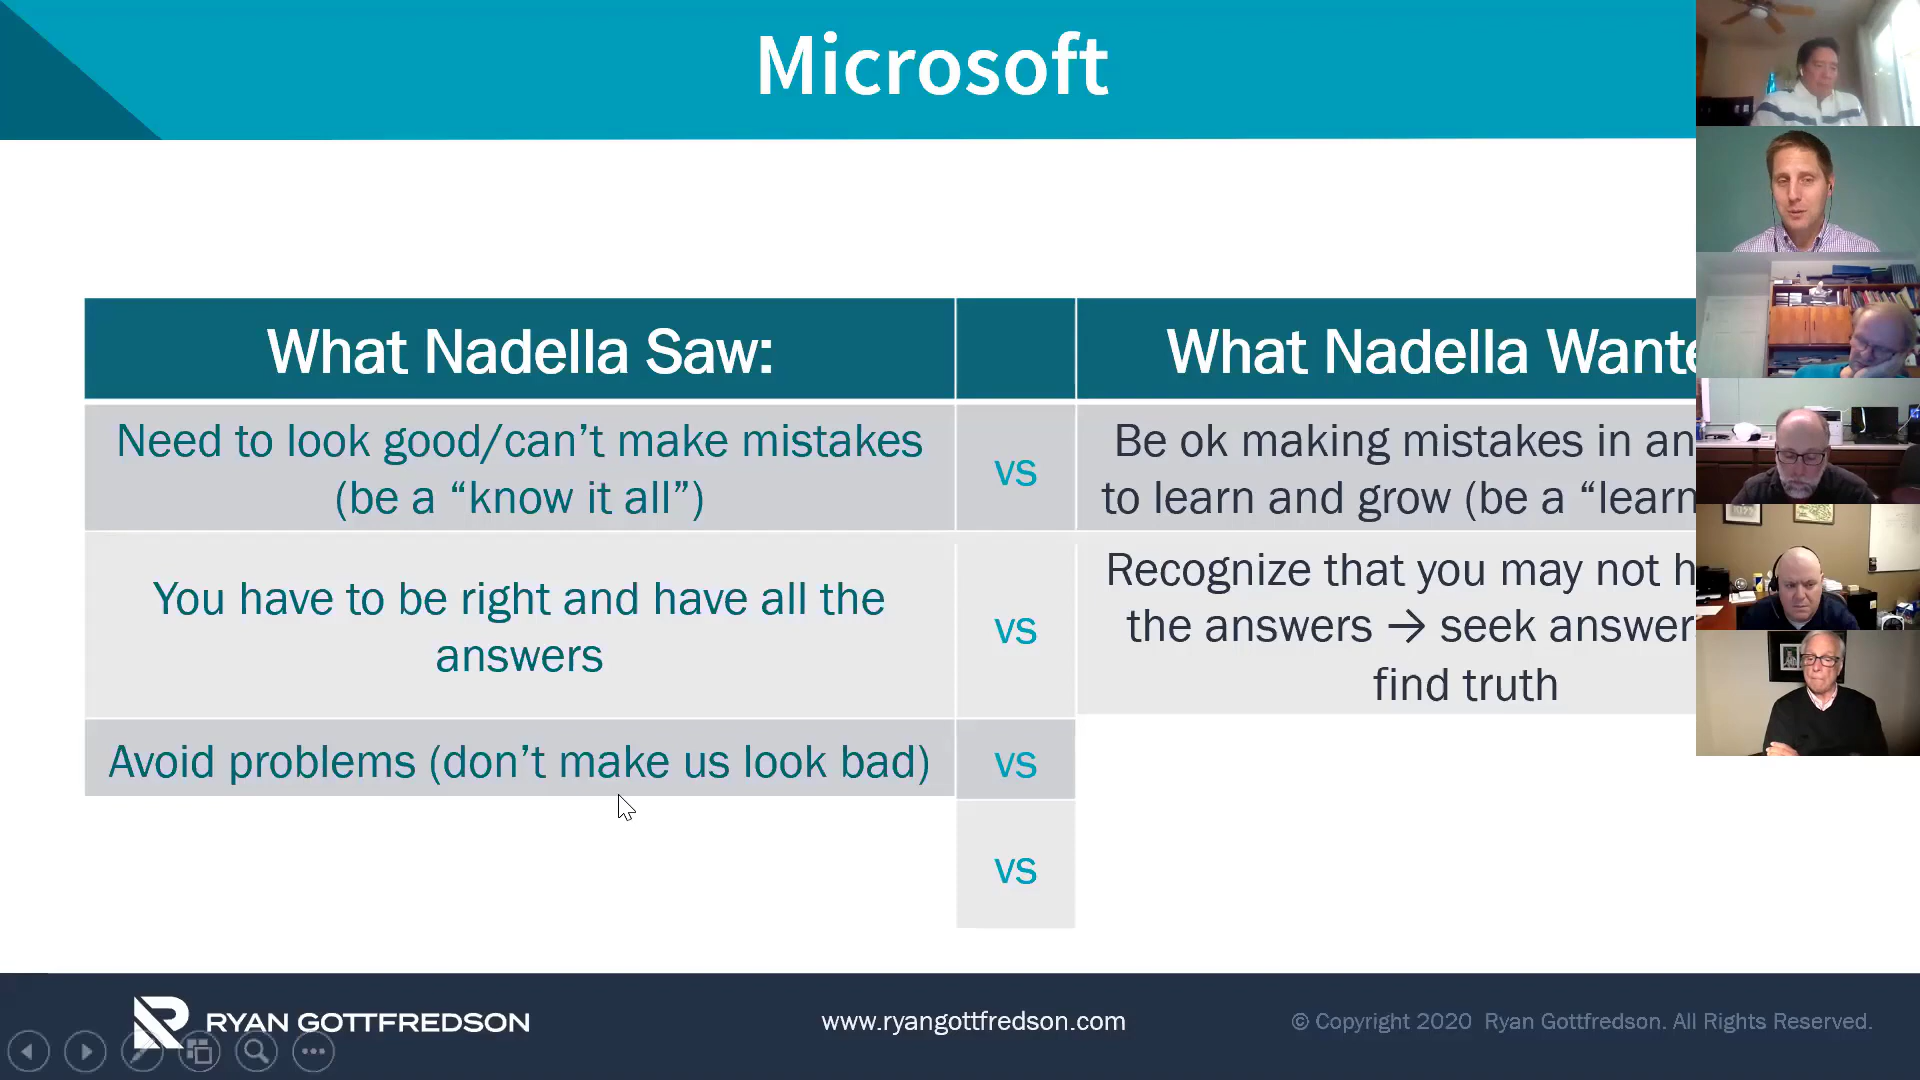 Microsoft
What Nadella Saw:
What Nadella Wante
Need to look good/can’t make mistakes
(be a “know it all”)
vs
Be ok making mistakes in an
to learn and grow (be a “learn
You have to be right and have all the
answers
vs
Recognize that you may not h
the answers → seek answer
find truth
Avoid problems (don’t make us look bad)
vs
vs
RYAN GOTTFREDSON
www.ryangottfredson.com
© Copyright 2020 Ryan Gottfredson. All Rights Reserved.